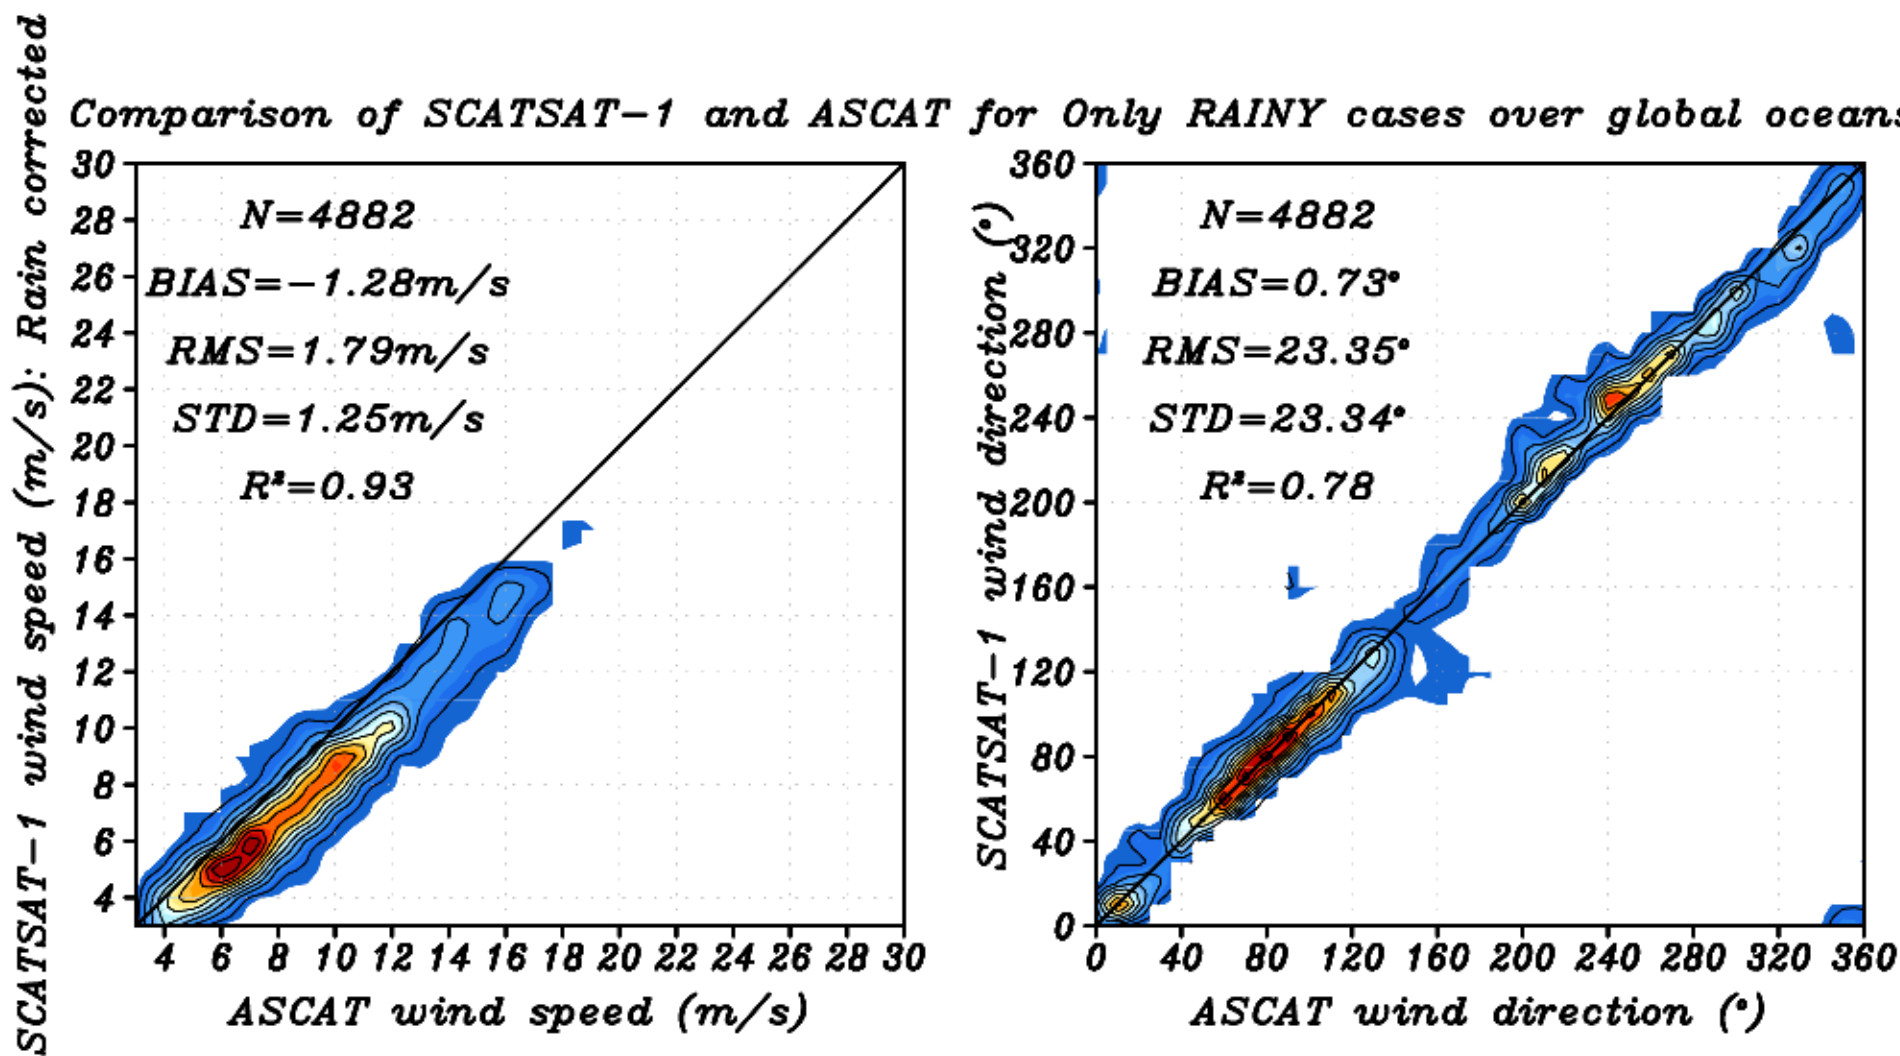 Comparison of SCATSAT-1 and ASCAT for Only RAINY cases over global oceans
SCATSAT-1 wind speed (m/s): Rain corrected
30
28
26
24
22
20
18
16
14
12
10
8
6
4
N=4882
BIAS=-1.28m/s
RMS=1.79m/s
STD=1.25m/s
R²=0.93
4 6 8 10 12 14 16 18 20 22 24 26 28 30
ASCAT wind speed (m/s)
SCATSAT-1 wind direction (°)
360
320
280
240
200
160
120
80
40
0
N=4882
BIAS=0.73°
RMS=23.35°
STD=23.34°
R²=0.78
0 40 80 120 160 200 240 280 320 360
ASCAT wind direction (°)